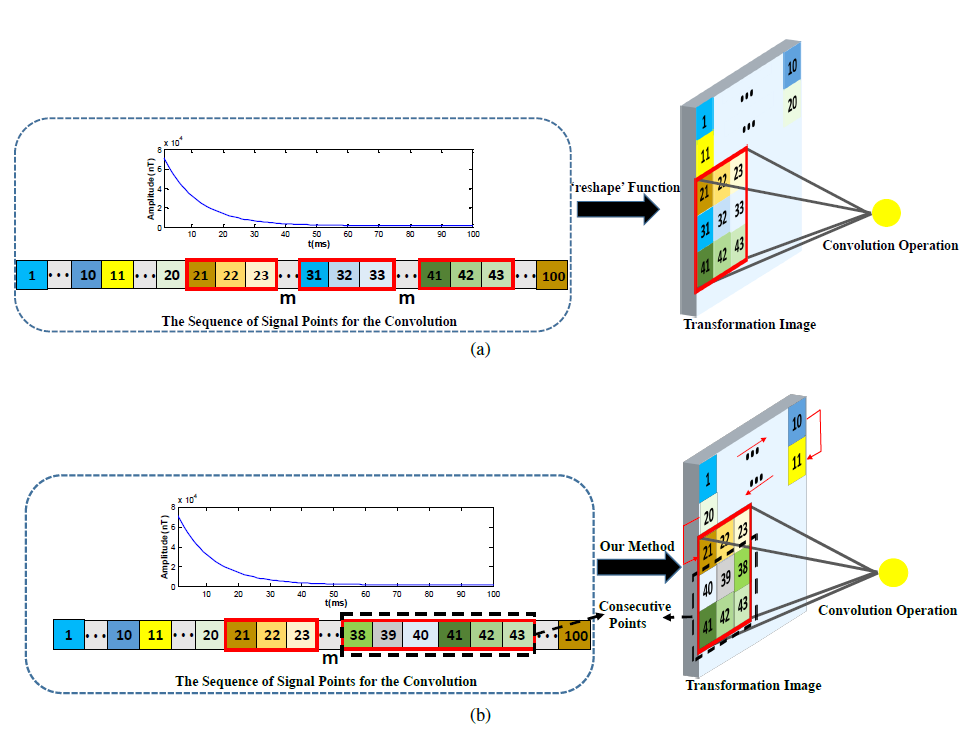 x 10^4
8
6
4
2
0
Amplitude (nT)
10 20 30 40 50 60 70 80 90 100
t(ms)
1 ••• 10 11 ••• 20 21 22 23 ••• 31 32 33 ••• 41 42 43 ••• 100
m m
The Sequence of Signal Points for the Convolution
'reshape' Function
1 ••• 10
11 ••• 20
21 22 23
31 32 33
41 42 43
Convolution Operation
Transformation Image
(a)
x 10^4
8
6
4
2
0
Amplitude(nT)
10 20 30 40 50 60 70 80 90 100
t(ms)
1 ••• 10 11 ••• 20 21 22 23 ••• 38 39 40 41 42 43 ••• 100
m
The Sequence of Signal Points for the Convolution
Our Method
Consecutive
Points
1 ••• 10
20 ••• 11
21 22 23
40 39 38
41 42 43
Convolution Operation
Transformation Image
(b)